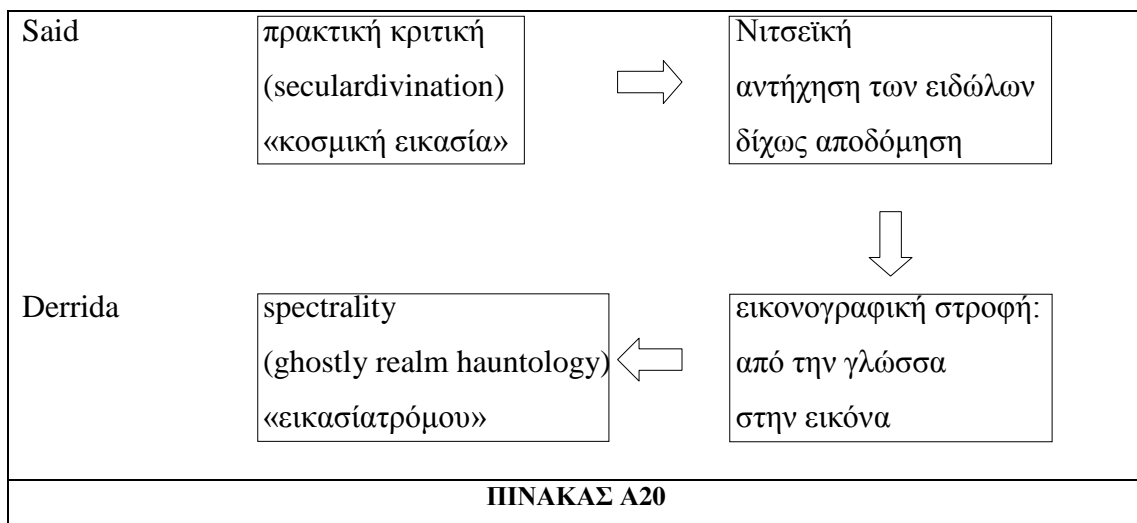 Said
πρακτική κριτική
(seculardivination)
«κοσμική εικασία»
Νιτσεϊκή
αντήχηση των ειδώλων
δίχως αποδόμηση
Derrida
spectrality
(ghostly realm hauntology)
«εικασίατρόμου»
εικονογραφική στροφή:
από την γλώσσα
στην εικόνα
ΠΙΝΑΚΑΣ Α20